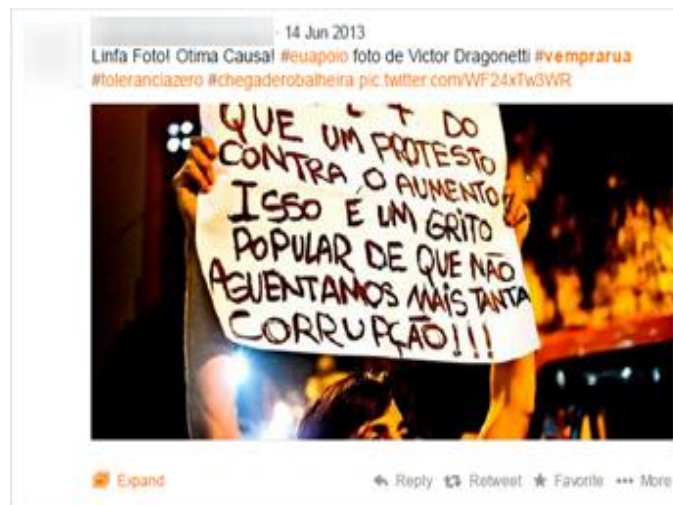 · 14 Jun 2013
Linfa Foto! Otima Causa! #euapoio foto de Victor Dragonetti #vemprarua
#toleranciazero #chegaderobalheira pic.twitter.com/WF24xTw3WR
+ DO
QUE UM PROTESTO
CONTRA O AUMENTO
ISSO É UM GRITO
POPULAR DE QUE NÃO
AGUENTAMOS MAIS TANTA
CORRUPÇÃO!!!
Expand
Reply Retweet Favorite ••• More